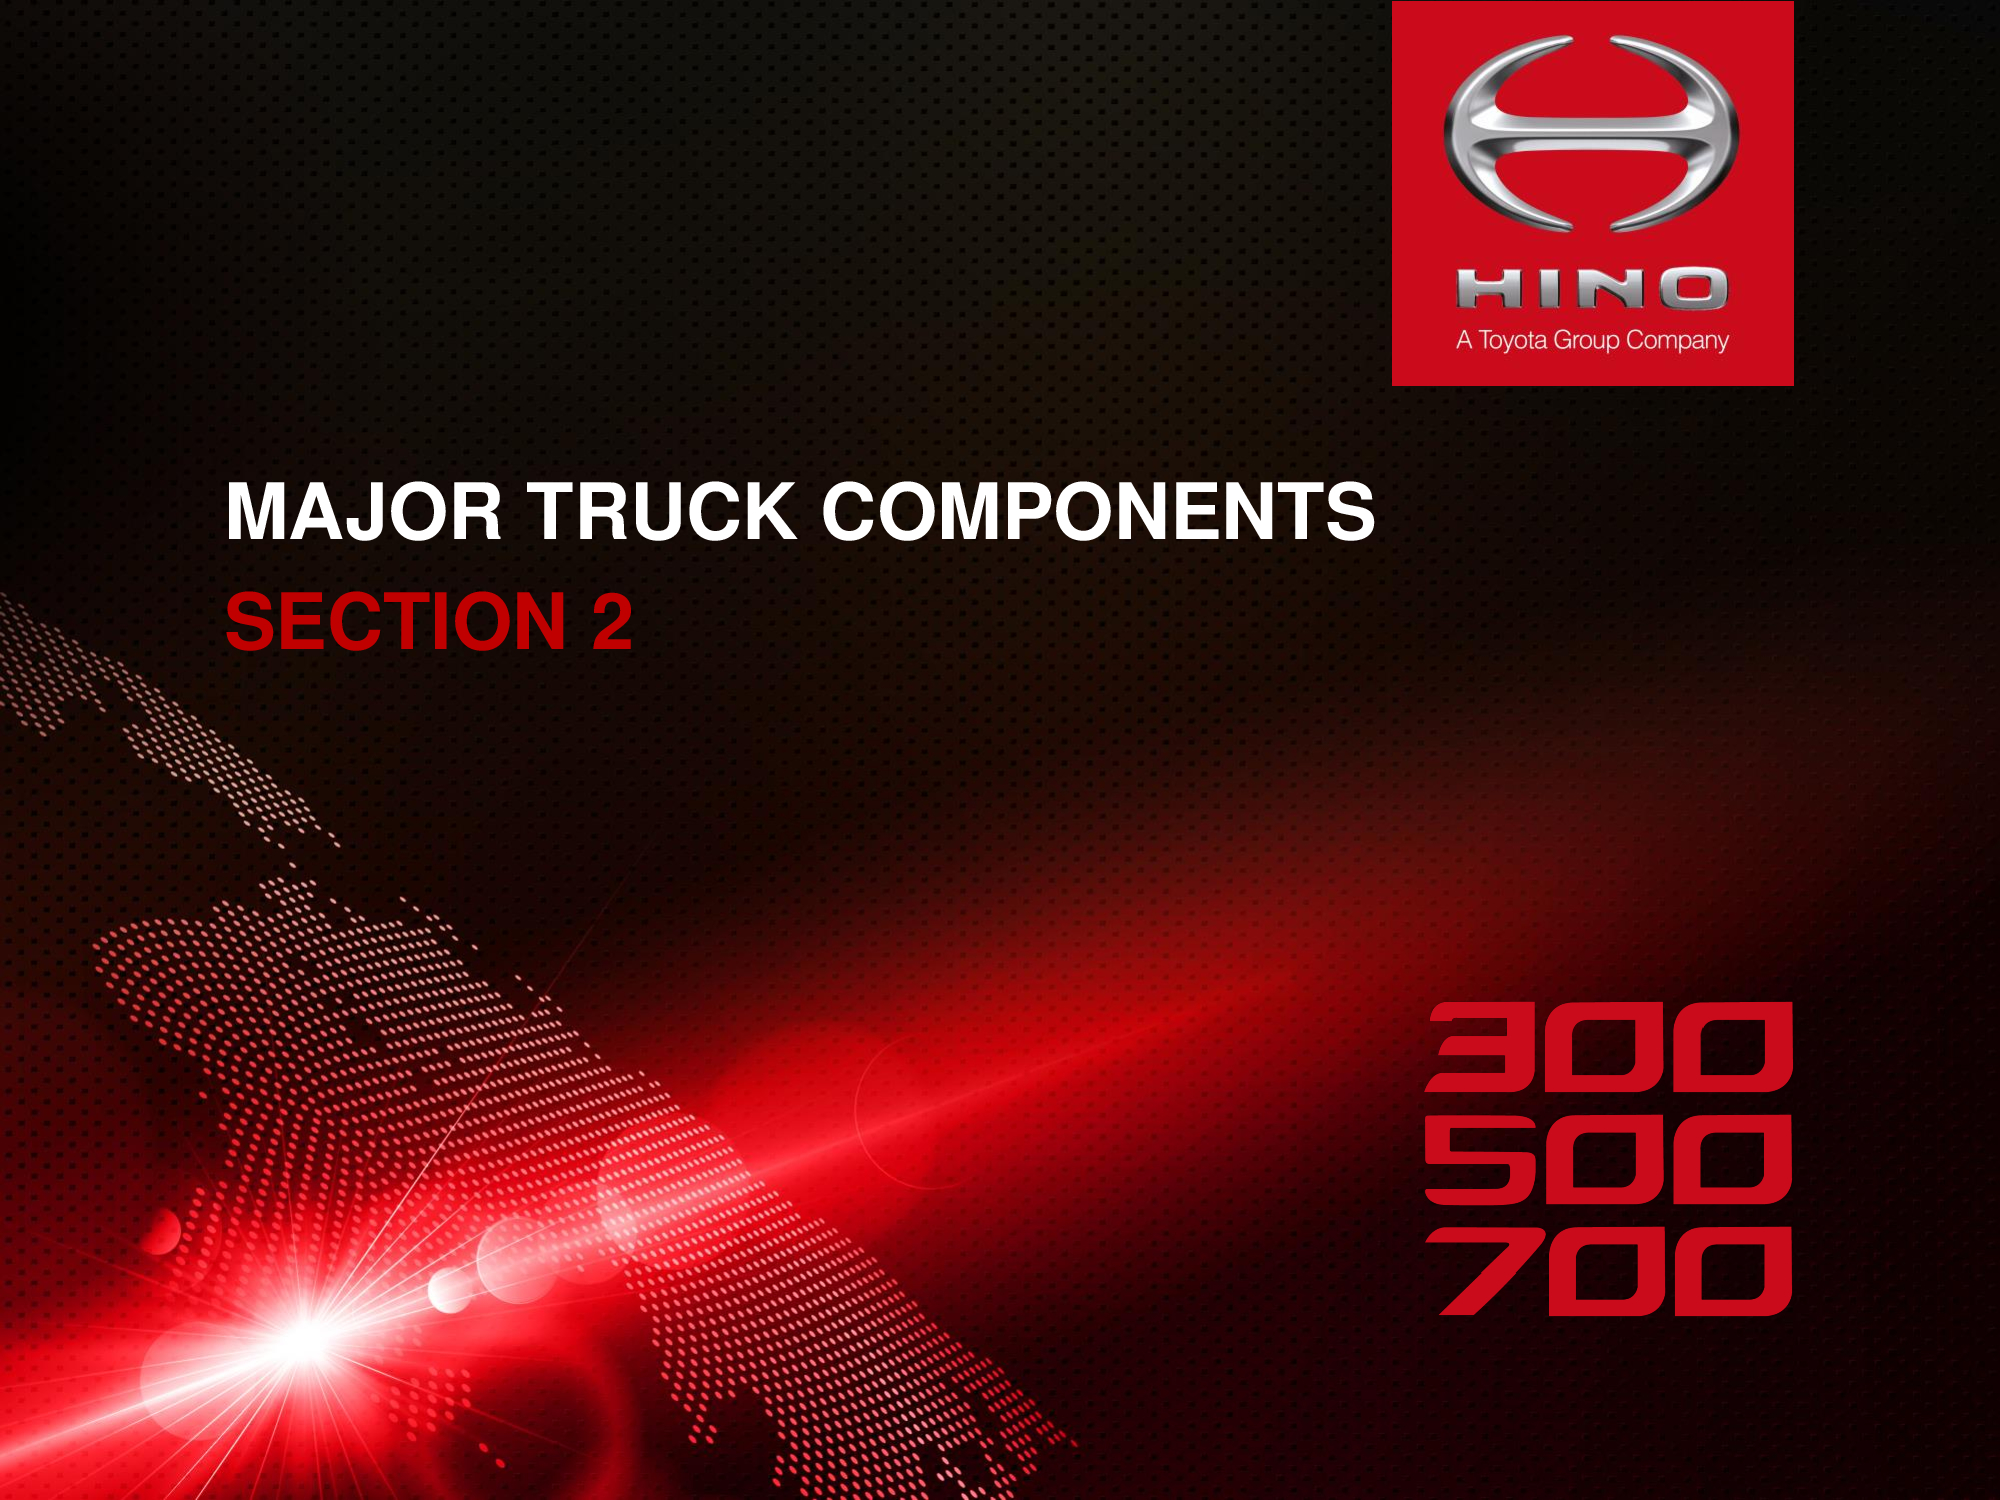 HINO
A Toyota Group Company
MAJOR TRUCK COMPONENTS
SECTION 2
300
500
700